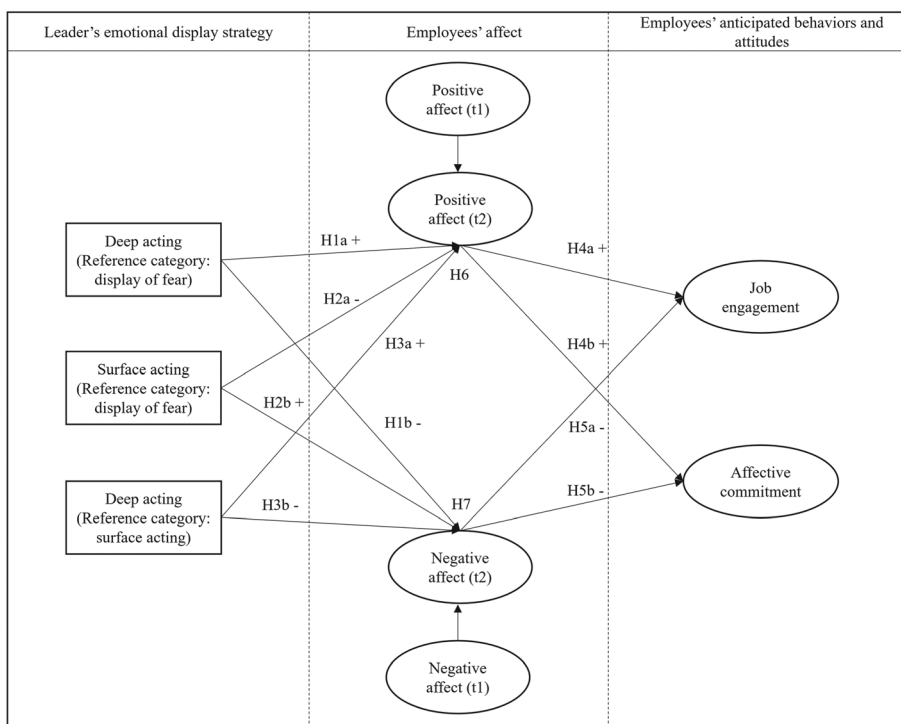 Leader's emotional display strategy
Employees' affect
Employees' anticipated behaviors and
attitudes
Positive
affect (t1)
Positive
affect (t2)
Deep acting
(Reference category:
display of fear)
H1a +
H4a +
H6
H2a -
Job
engagement
H3a +
H4b +
Surface acting
(Reference category:
display of fear)
H2b +
H1b -
H5a -
Affective
commitment
Deep acting
(Reference category:
surface acting)
H3b -
H7
H5b -
Negative
affect (t2)
Negative
affect (t1)